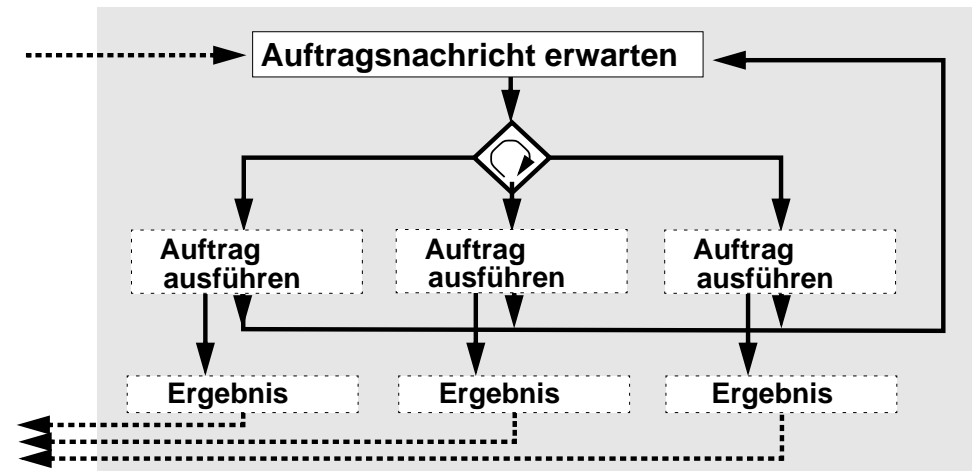 Auftragsnachricht erwarten
Auftrag
ausführen
Auftrag
ausführen
Auftrag
ausführen
Ergebnis
Ergebnis
Ergebnis